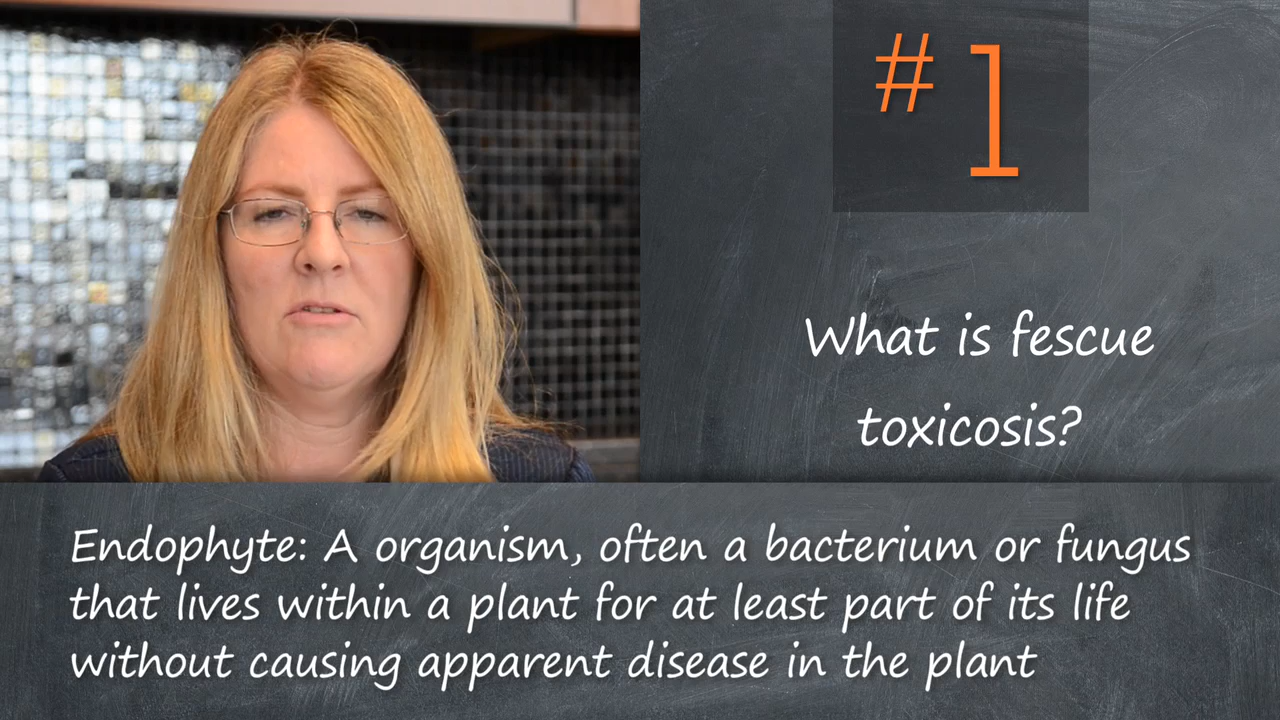 #1
What is fescue
toxicosis?
Endophyte: A organism, often a bacterium or fungus
that lives within a plant for at least part of its life
without causing apparent disease in the plant